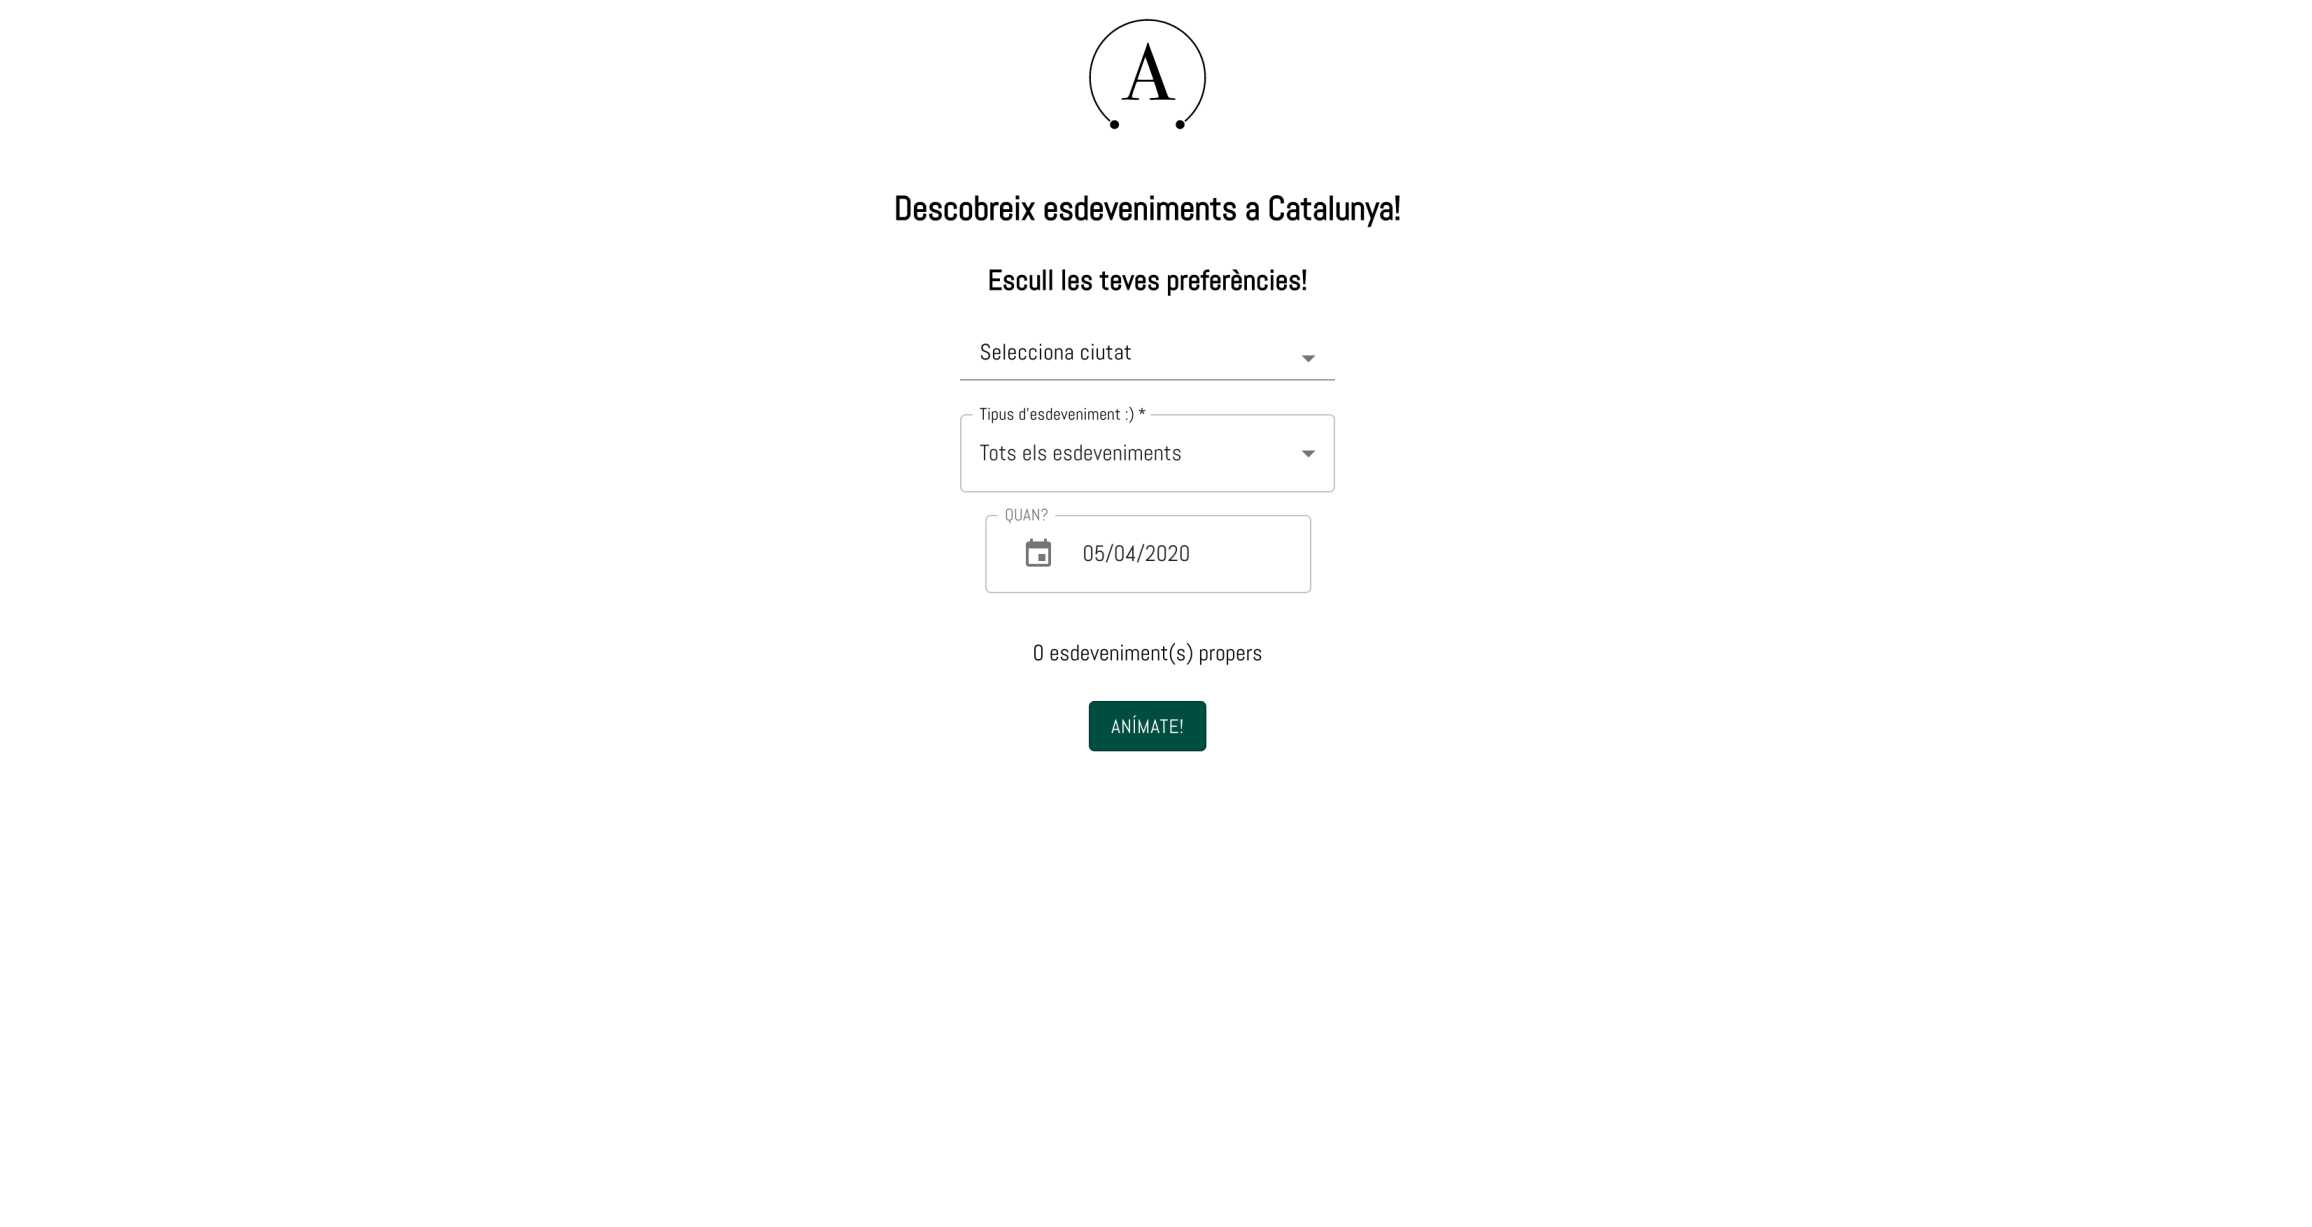 A
Descobreix esdeveniments a Catalunya!
Escull les teves preferències!
Selecciona ciutat
Tipus d'esdeveniment :) *
Tots els esdeveniments
QUAN?
05/04/2020
0 esdeveniment(s) propers
ANÍMATE!